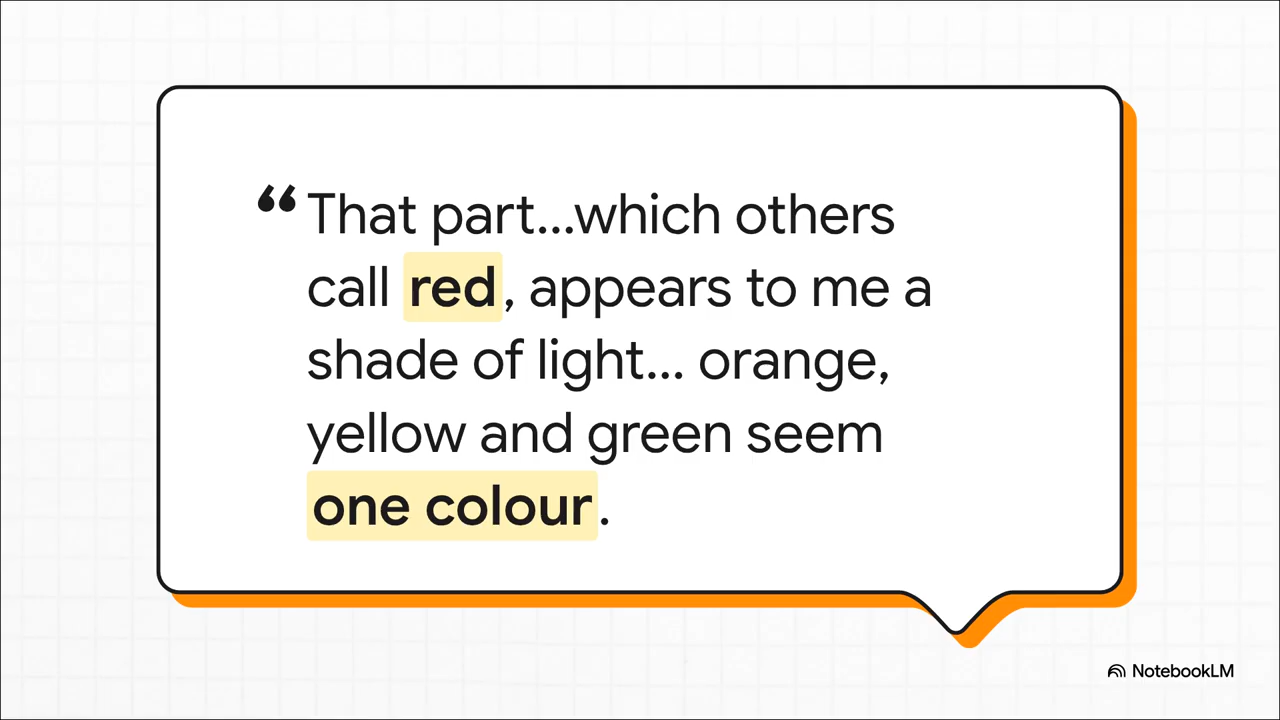 “That part...which others
call red, appears to me a
shade of light... orange,
yellow and green seem
one colour.
NotebookLM